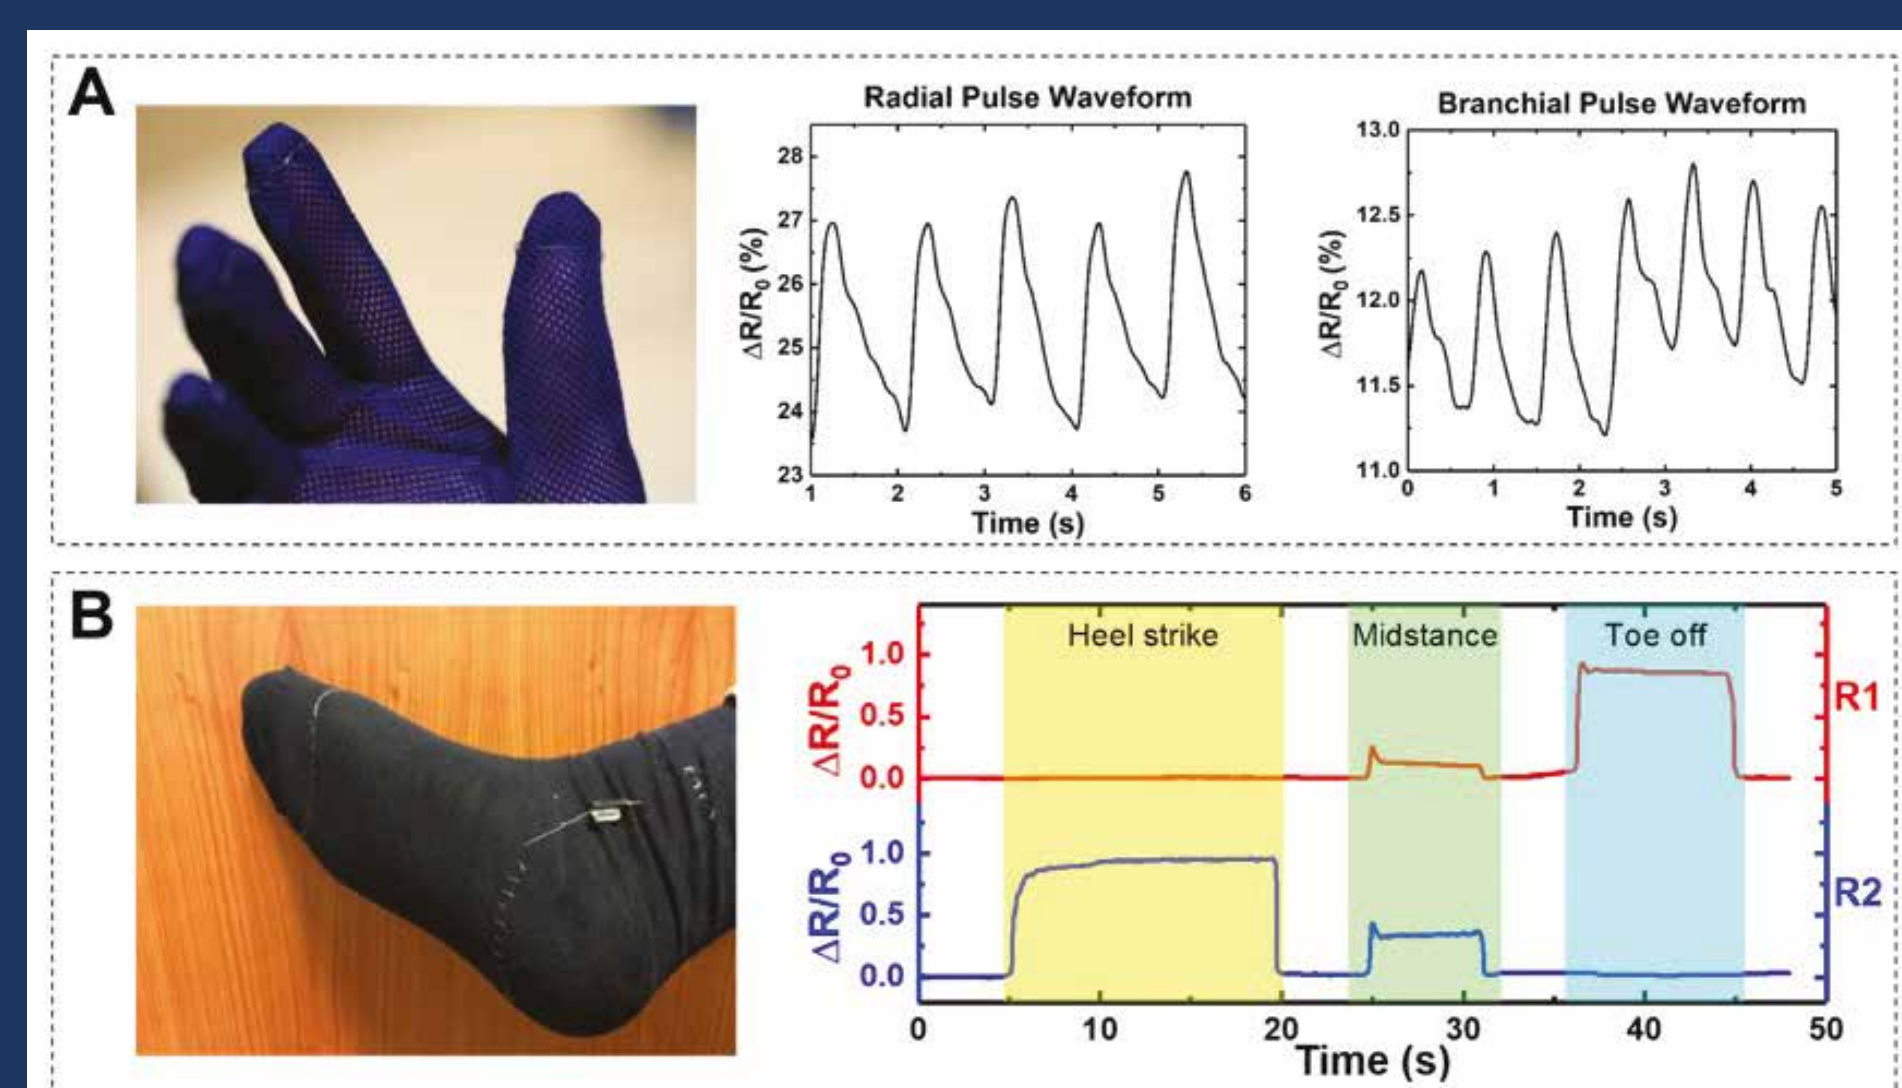 A
Radial Pulse Waveform
ΔR/R0 (%)
28
27
26
25
24
23
1 2 3 4 5 6
Time (s)
Branchial Pulse Waveform
ΔR/R0 (%)
13.0
12.5
12.0
11.5
11.0
0 1 2 3 4 5
Time (s)
B
Heel strike Midstance Toe off
ΔR/R0
1.0
0.5
0.0
R1
ΔR/R0
1.0
0.5
0.0
R2
0 10 20 30 40 50
Time (s)